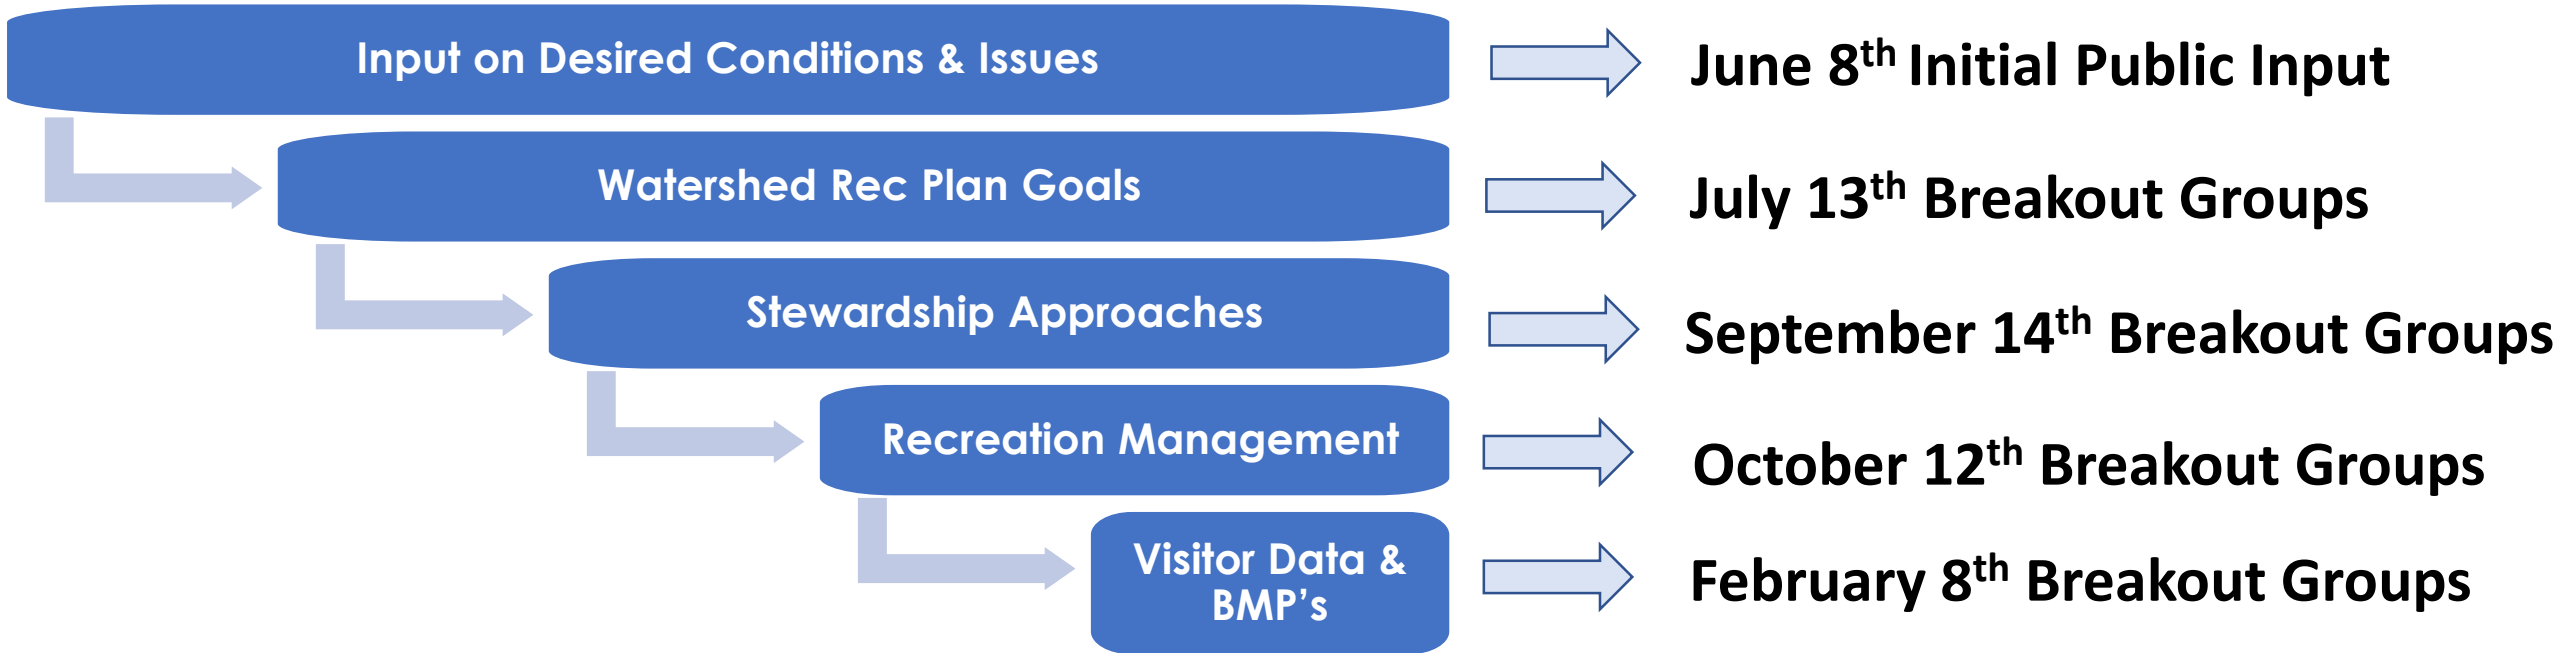 Input on Desired Conditions & Issues
June 8th Initial Public Input
Watershed Rec Plan Goals
July 13th Breakout Groups
Stewardship Approaches
September 14th Breakout Groups
Recreation Management
October 12th Breakout Groups
Visitor Data &
BMP’s
February 8th Breakout Groups